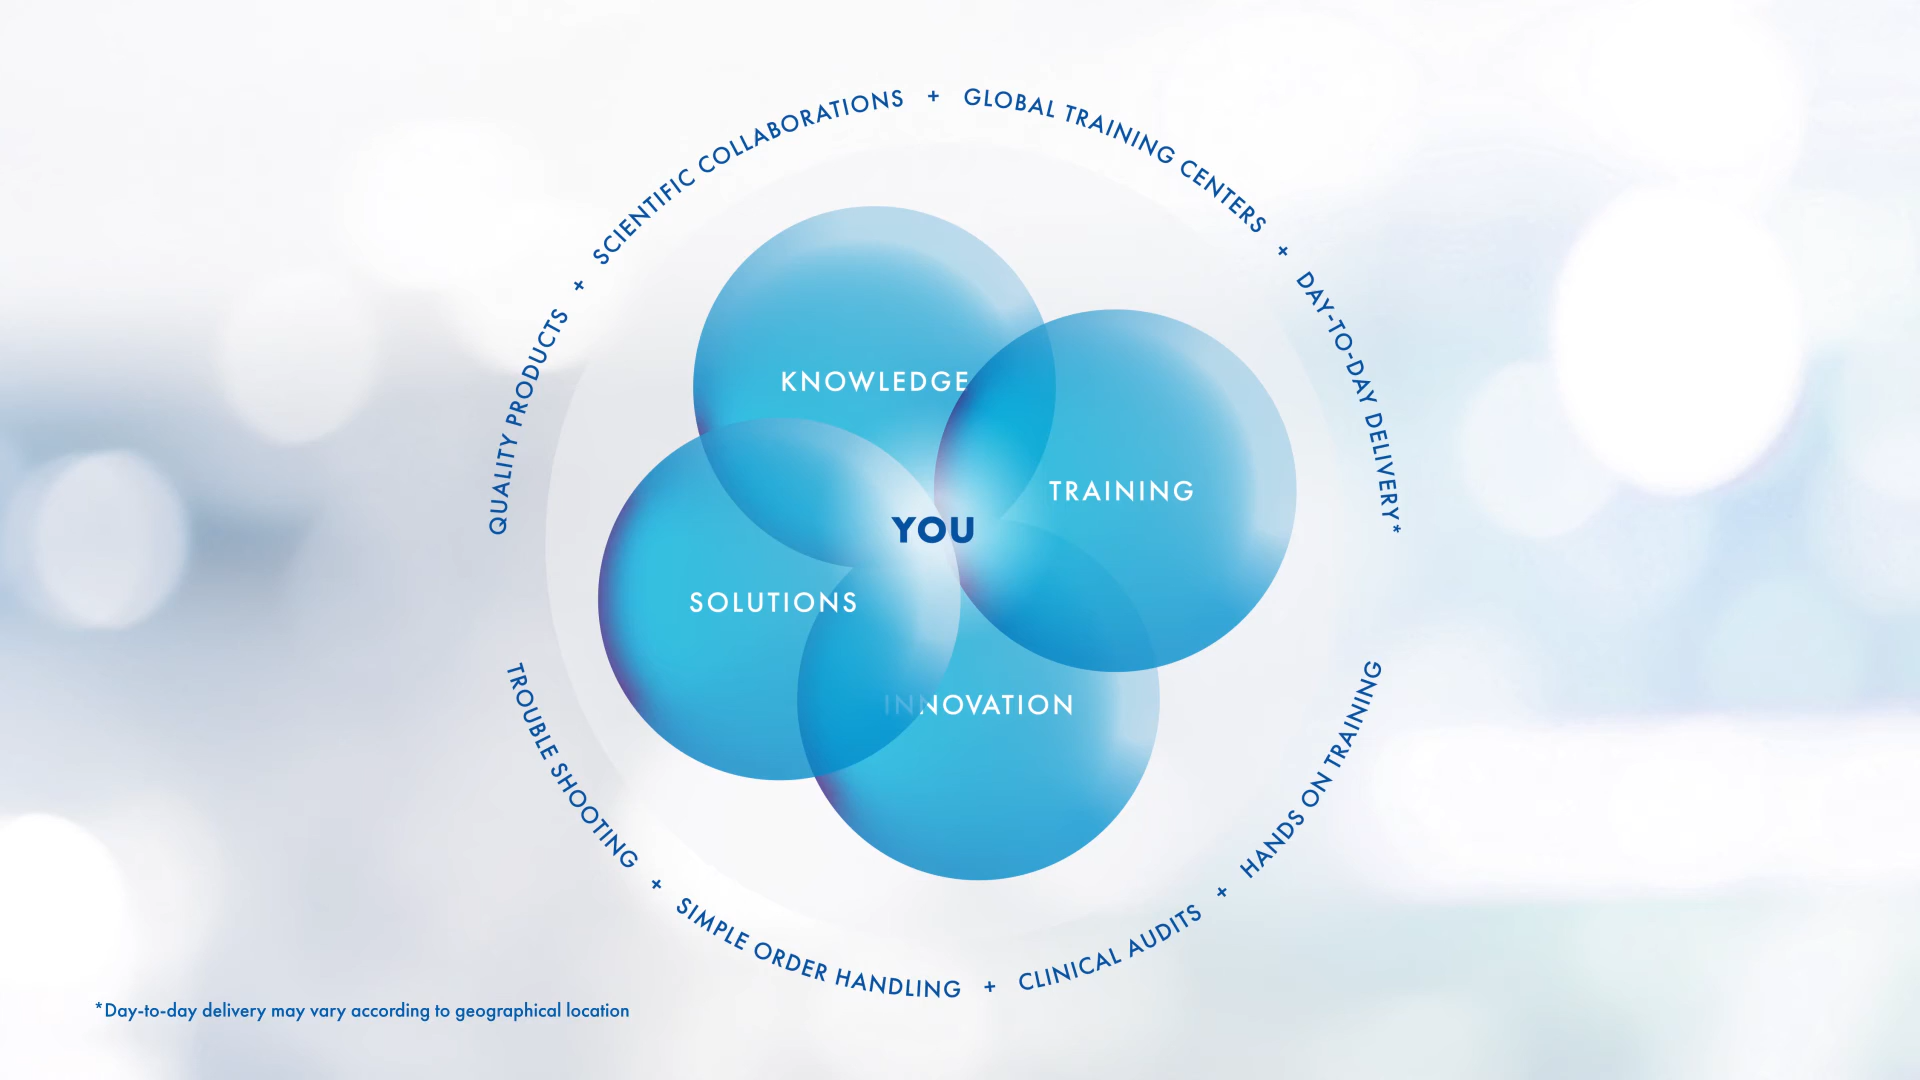 QUALITY PRODUCTS + SCIENTIFIC COLLABORATIONS + GLOBAL TRAINING CENTERS + DAY-TO-DAY DELIVERY*
KNOWLEDGE
TRAINING
YOU
SOLUTIONS
INNOVATION
TROUBLE SHOOTING + SIMPLE ORDER HANDLING + CLINICAL AUDITS + HANDS ON TRAINING
*Day-to-day delivery may vary according to geographical location